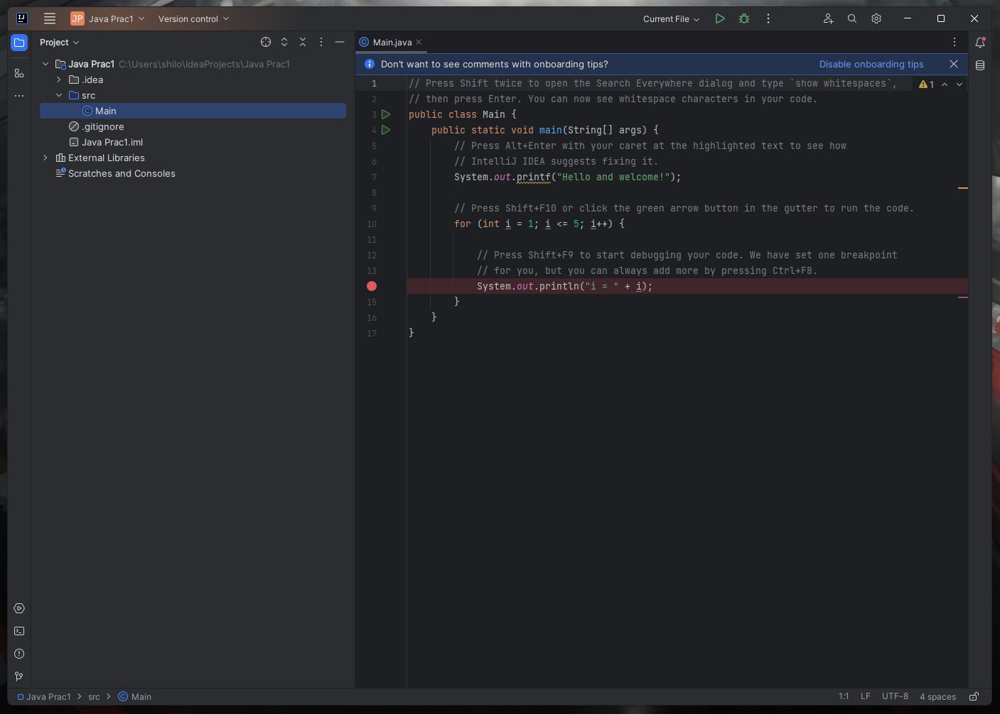 IJ
JP Java Prac1 Version control Current File
Project
Main.java
Java Prac1 C:\Users\shilo\IdeaProjects\Java Prac1
.idea
src
Main
.gitignore
Java Prac1.iml
External Libraries
Scratches and Consoles
Don't want to see comments with onboarding tips? Disable onboarding tips
1 // Press Shift twice to open the Search Everywhere dialog and type `show whitespaces`, 1
2 // then press Enter. You can now see whitespace characters in your code.
3 public class Main {
4 public static void main(String[] args) {
5 // Press Alt+Enter with your caret at the highlighted text to see how
6 // IntelliJ IDEA suggests fixing it.
7 System.out.printf("Hello and welcome!");
8
9 // Press Shift+F10 or click the green arrow button in the gutter to run the code.
10 for (int i = 1; i <= 5; i++) {
11
12 // Press Shift+F9 to start debugging your code. We have set one breakpoint
13 // for you, but you can always add more by pressing Ctrl+F8.
System.out.println("i = " + i);
15 }
16 }
17 }
Java Prac1 > src > Main 1:1 LF UTF-8 4 spaces